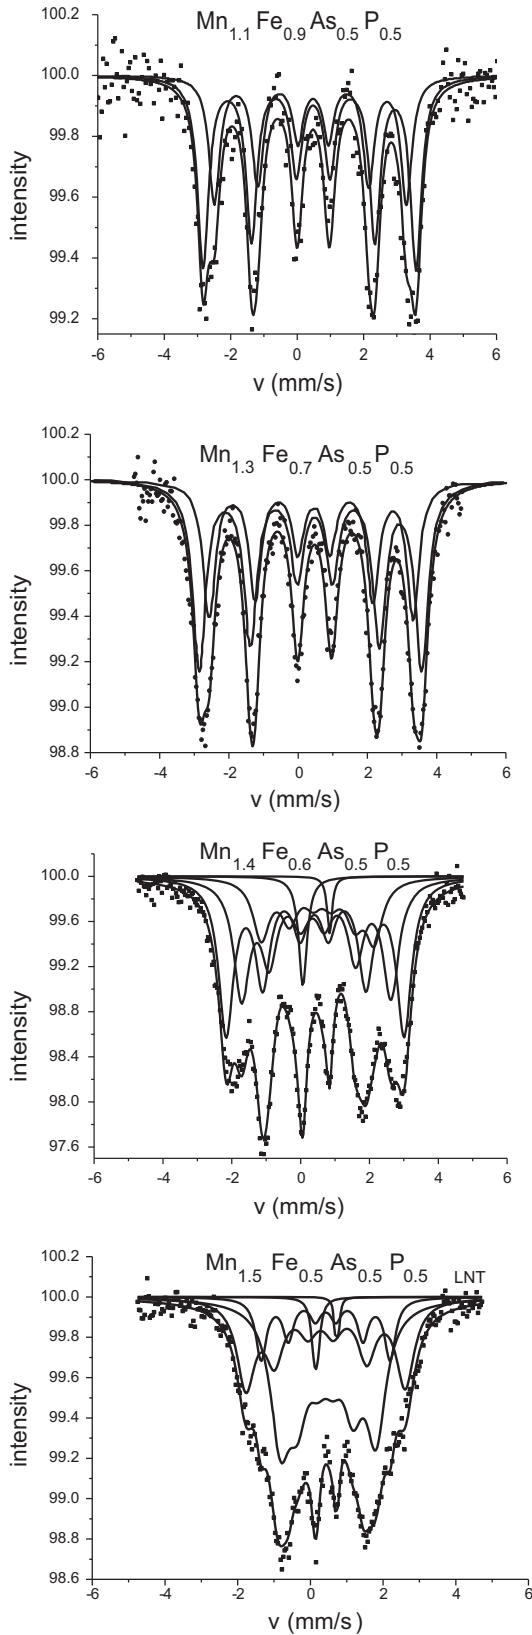 Mn1.1 Fe0.9 As0.5 P0.5
100.2
100.0
99.8
99.6
99.4
99.2
intensity
-6 -4 -2 0 2 4 6
v (mm/s)
Mn1.3 Fe0.7 As0.5 P0.5
100.2
100.0
99.8
99.6
99.4
99.2
99.0
98.8
intensity
-6 -4 -2 0 2 4 6
v (mm/s)
Mn1.4 Fe0.6 As0.5 P0.5
100.0
99.6
99.2
98.8
98.4
98.0
97.6
intensity
-6 -4 -2 0 2 4 6
v (mm/s)
Mn1.5 Fe0.5 As0.5 P0.5 LNT
100.2
100.0
99.8
99.6
99.4
99.2
99.0
98.8
98.6
intensity
-6 -4 -2 0 2 4 6
v (mm/s)